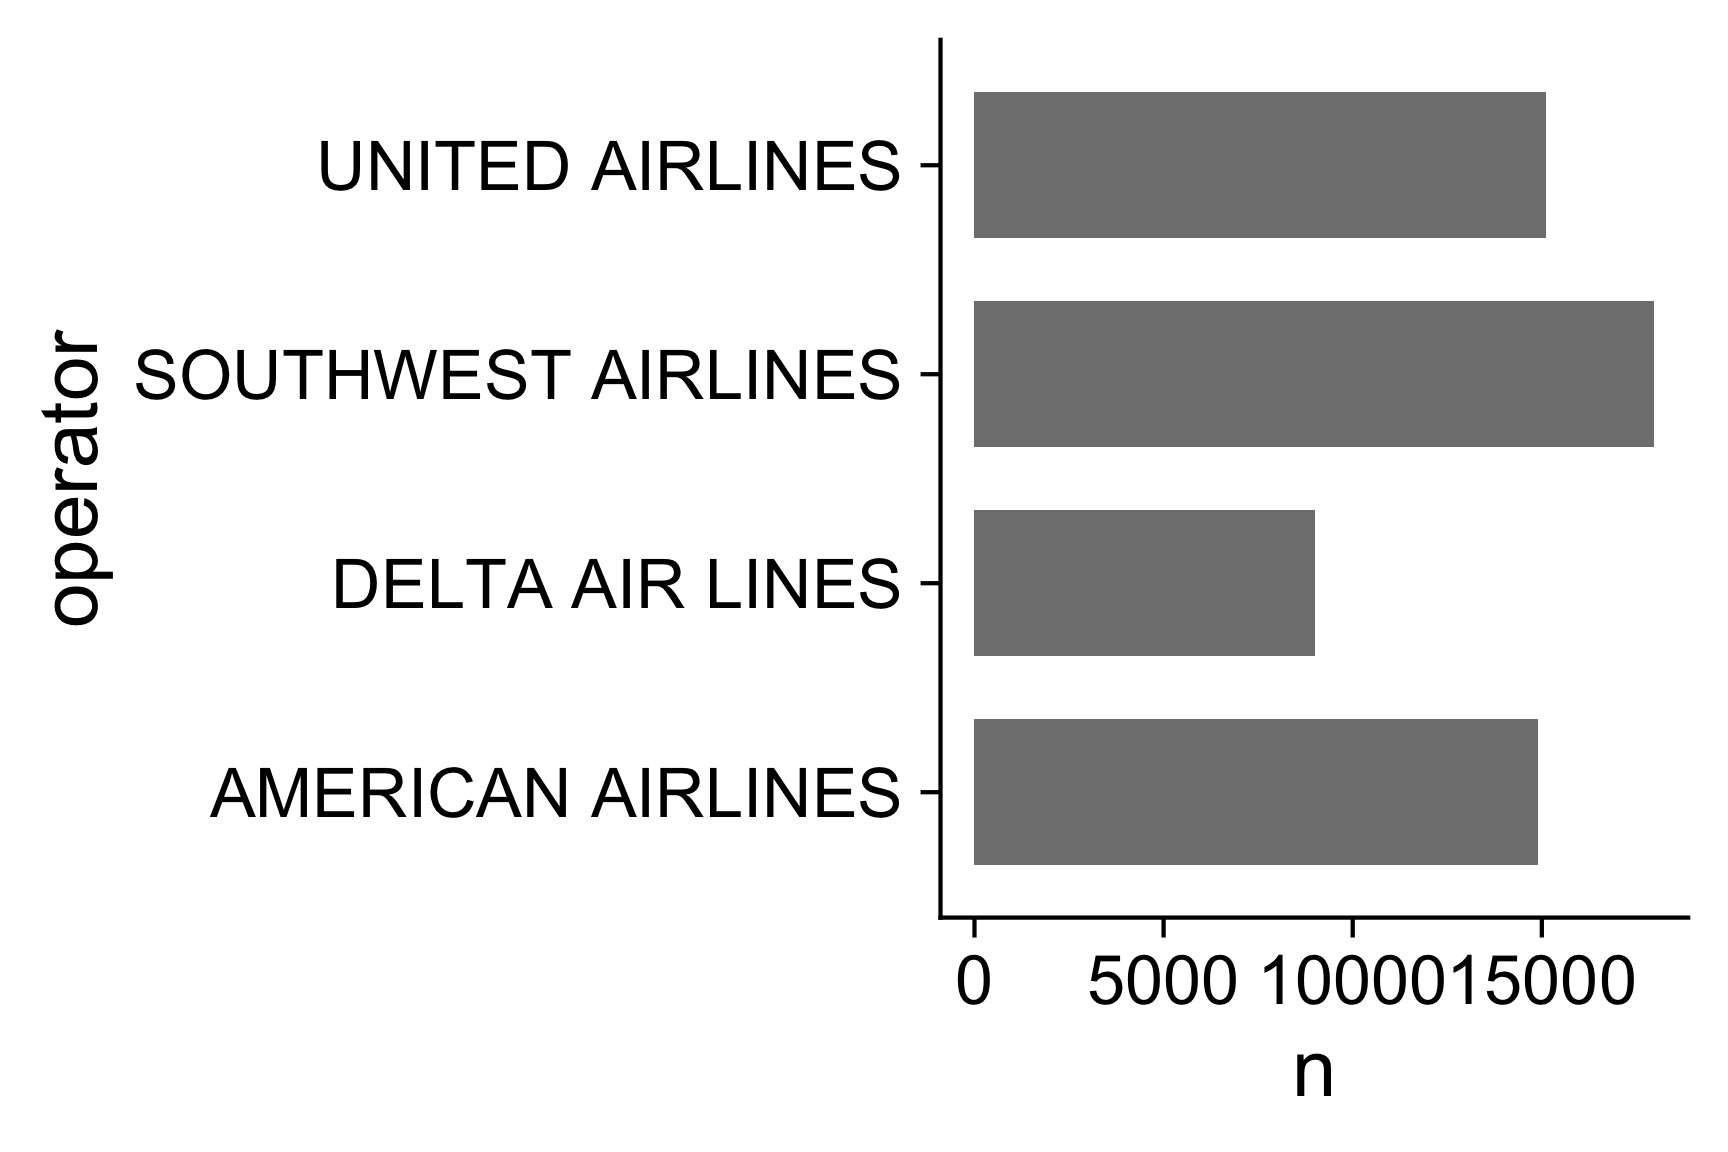 UNITED AIRLINES
SOUTHWEST AIRLINES
DELTA AIR LINES
AMERICAN AIRLINES
operator
0 5000 10000 15000
n